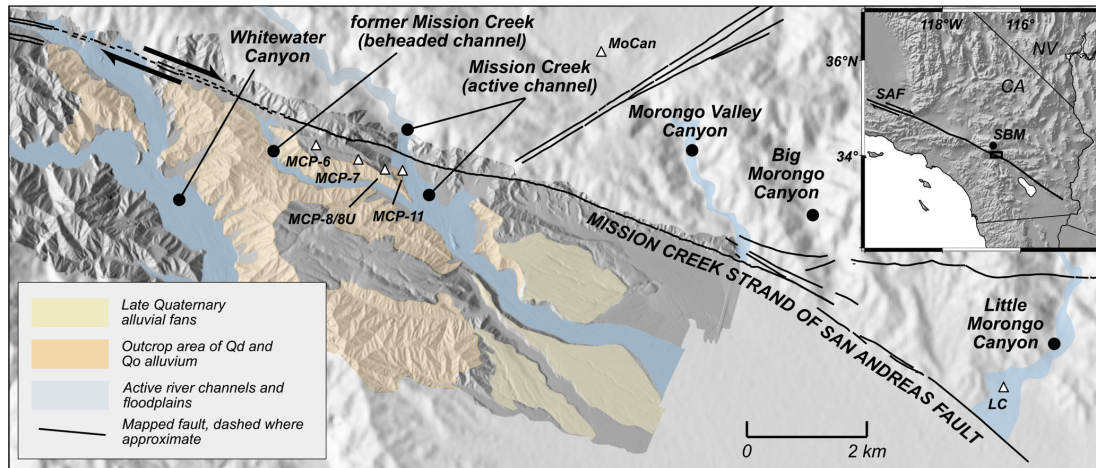 former Mission Creek
(beheaded channel)
Whitewater
Canyon
Mission Creek
(active channel)
MoCan
Morongo Valley
Canyon
Big
Morongo
Canyon
MCP-6
MCP-7
MCP-8/8U
MCP-11
MISSION CREEK STRAND OF SAN ANDREAS FAULT
Little
Morongo
Canyon
LC
118°W
116°
NV
36°N
CA
SAF
SBM
34°
Late Quaternary
alluvial fans
Outcrop area of Qd and
Qo alluvium
Active river channels and
floodplains
Mapped fault, dashed where
approximate
0
2 km